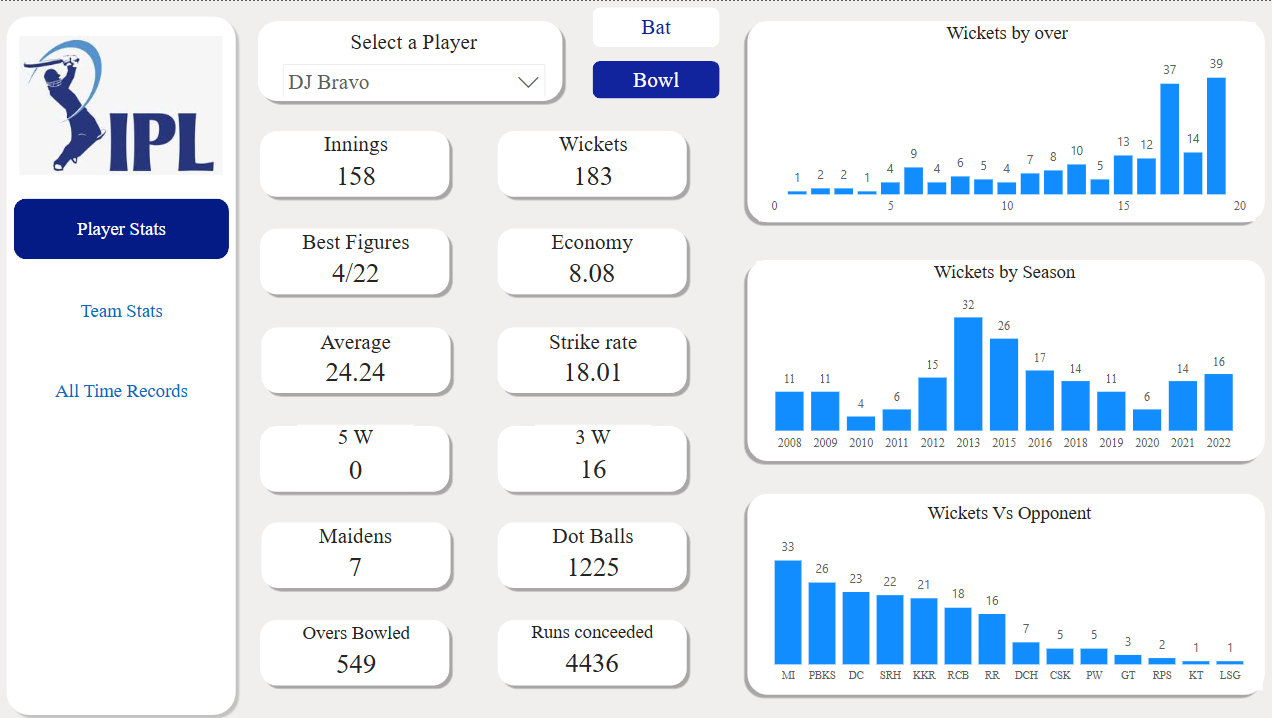 IPL
Player Stats
Team Stats
All Time Records
Select a Player
DJ Bravo
Bat
Bowl
Innings
158
Wickets
183
Best Figures
4/22
Economy
8.08
Average
24.24
Strike rate
18.01
5 W
0
3 W
16
Maidens
7
Dot Balls
1225
Overs Bowled
549
Runs conceeded
4436
Wickets by over
1 2 2 1 4 9 4 6 5 4 7 8 10 5 13 12 37 14 39
0 5 10 15 20
Wickets by Season
11 11 4 6 15 32 26 17 14 11 6 14 16
2008 2009 2010 2011 2012 2013 2015 2016 2018 2019 2020 2021 2022
Wickets Vs Opponent
33 26 23 22 21 18 16 7 5 5 3 2 1 1
MI PBKS DC SRH KKR RCB RR DCH CSK PW GT RPS KT LSG